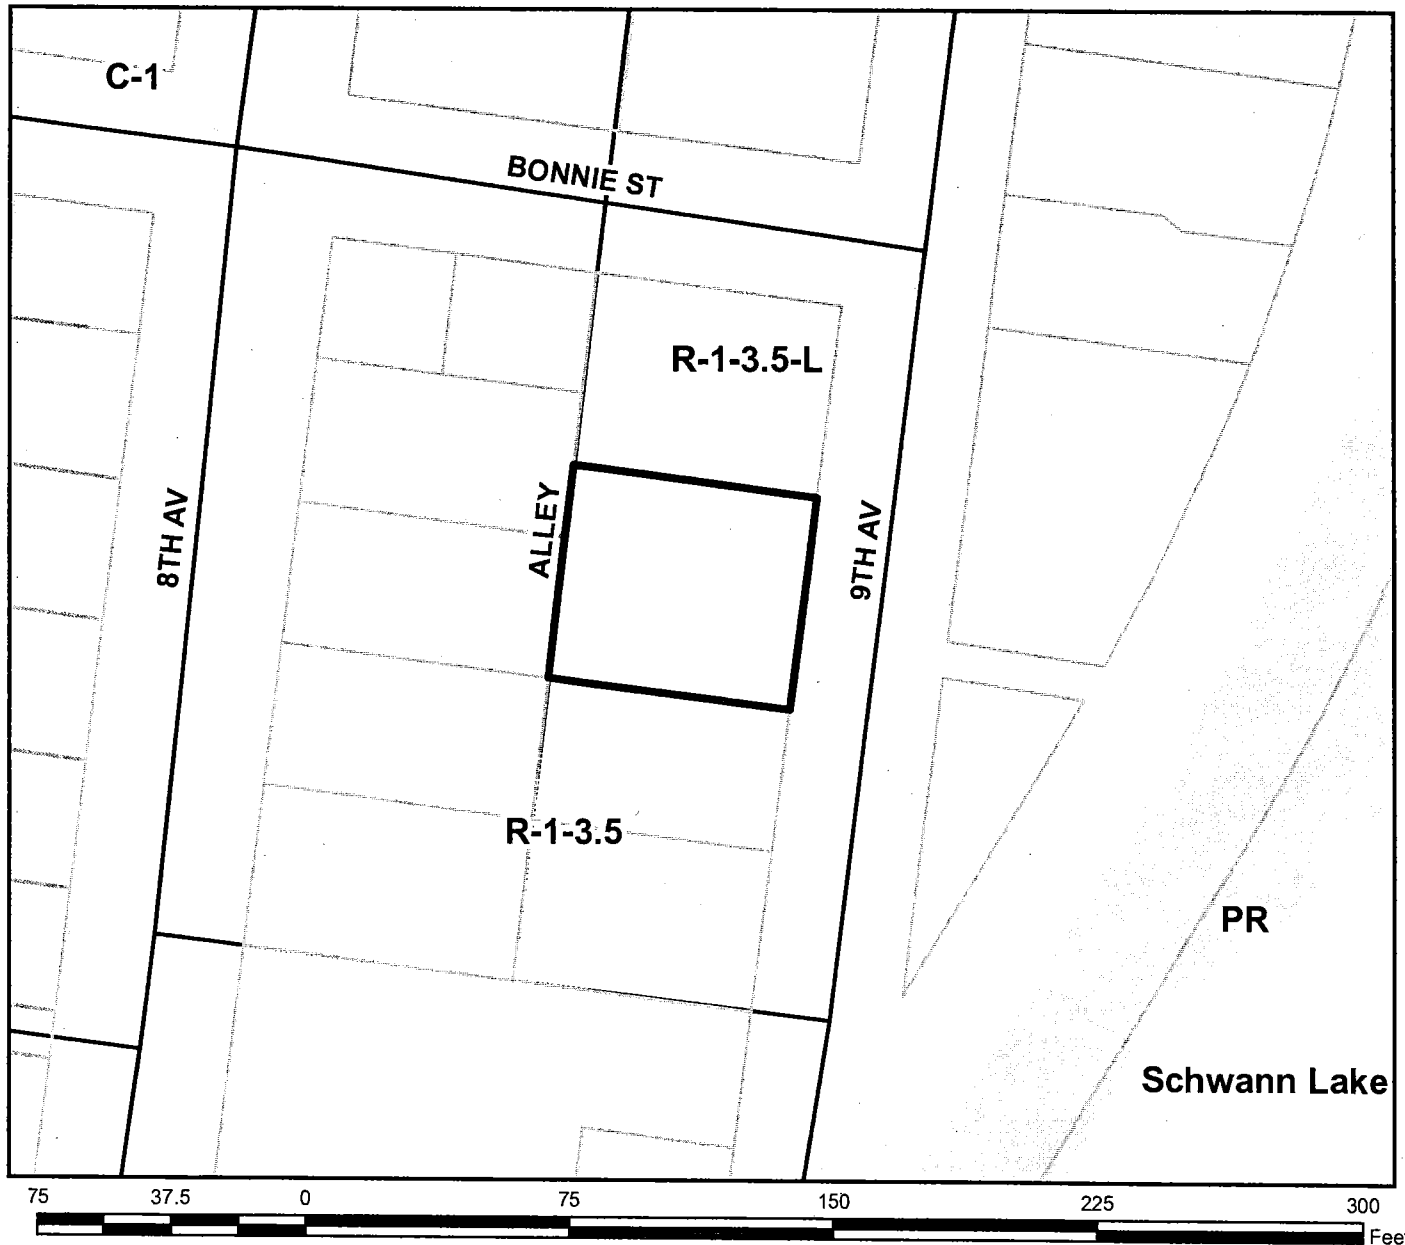 C-1
BONNIE ST
R-1-3.5-L
8TH AV
ALLEY
9TH AV
R-1-3.5
PR
Schwann Lake
75 37.5 0 75 150 225 300
Fee